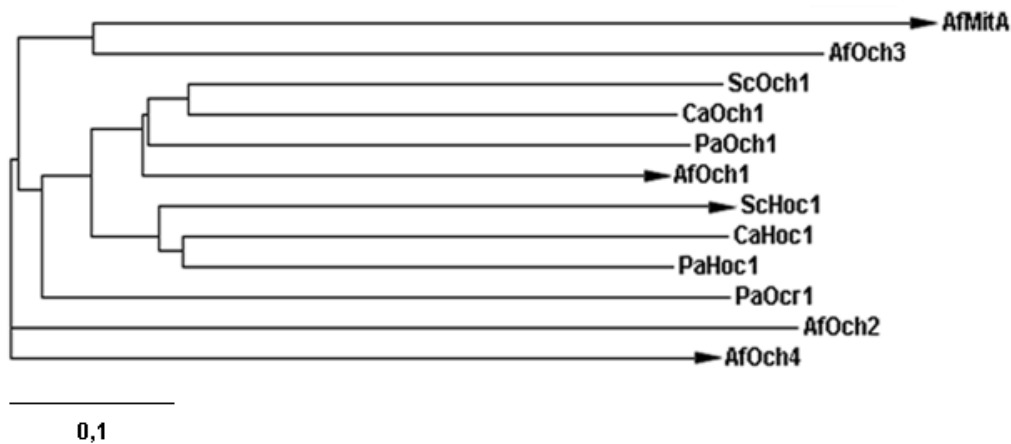 AfMitA
AfOch3
ScOch1
CaOch1
PaOch1
AfOch1
ScHoc1
CaHoc1
PaHoc1
PaOcr1
AfOch2
AfOch4
0,1